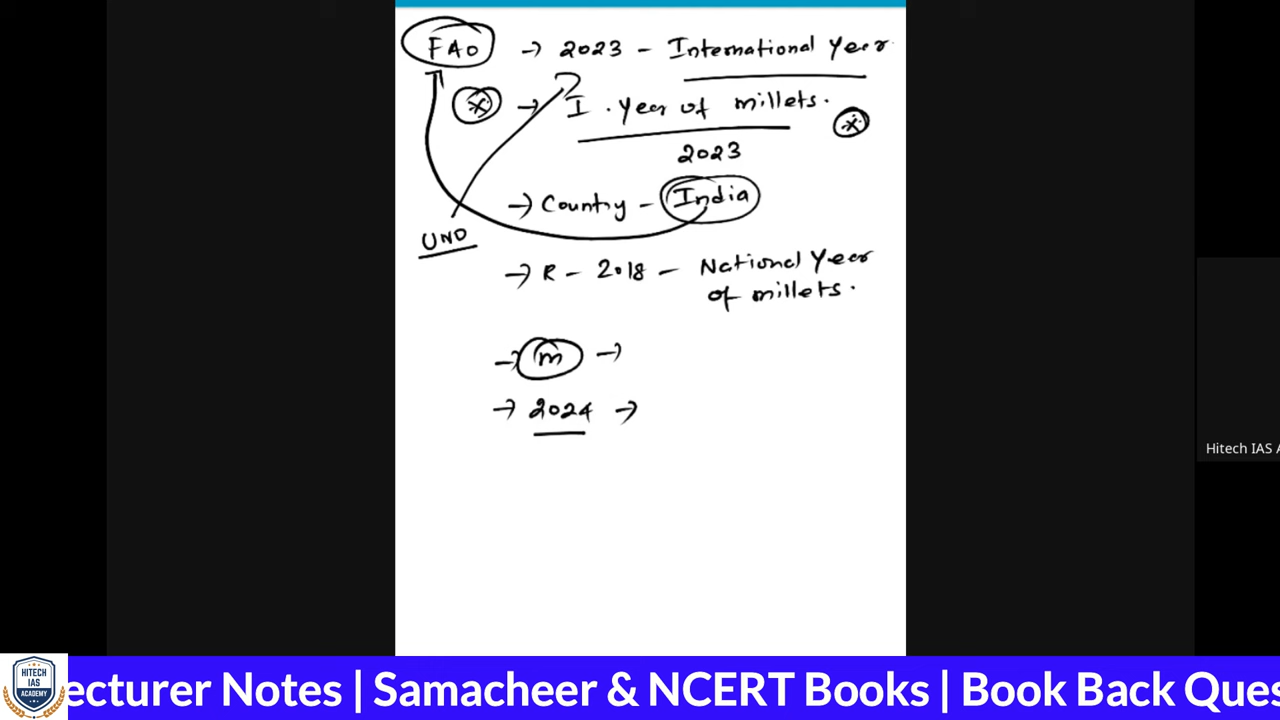 FAO → 2023 - International Year
→ I. Year of millets.
2023
→ Country - India
UNO
→ R - 2018 - National Year
of millets.
→ m →
→ 2024 →
Hitech IAS A
HITECH
IAS
ACADEMY
ecturer Notes | Samacheer & NCERT Books | Book Back Ques